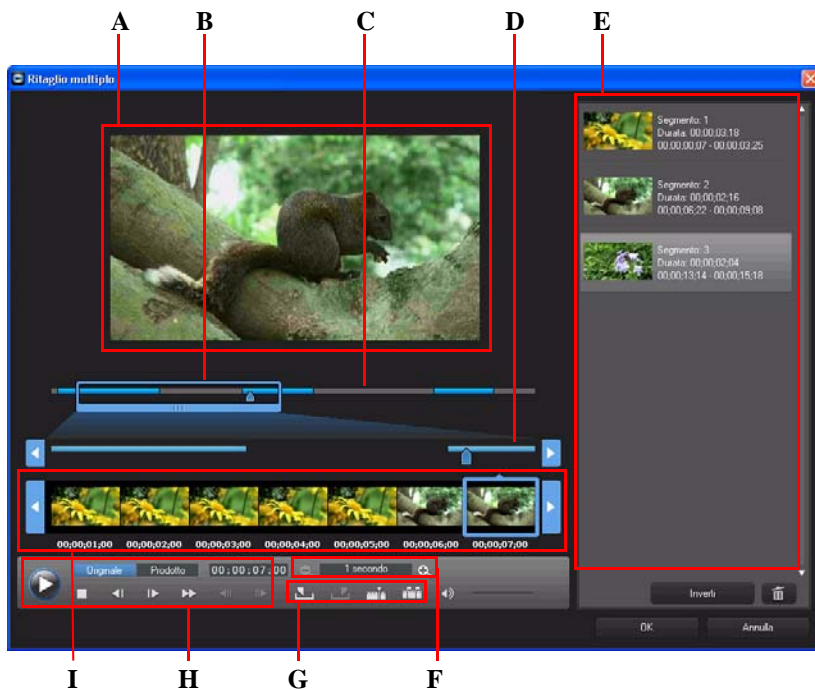 A B C D E
Ritaglio multiplo
Segmento: 1
Durata: 00;00;03;18
00;00;00;07 - 00;00;03;25
Segmento: 2
Durata: 00;00;02;16
00;00;06;22 - 00;00;09;08
Segmento: 3
Durata: 00;00;02;04
00;00;13;14 - 00;00;15;18
00;00;01;00 00;00;02;00 00;00;03;00 00;00;04;00 00;00;05;00 00;00;06;00 00;00;07;00
Originale Prodotto 00;00;07;00 1 secondo
Inverti
OK Annulla
I H G F